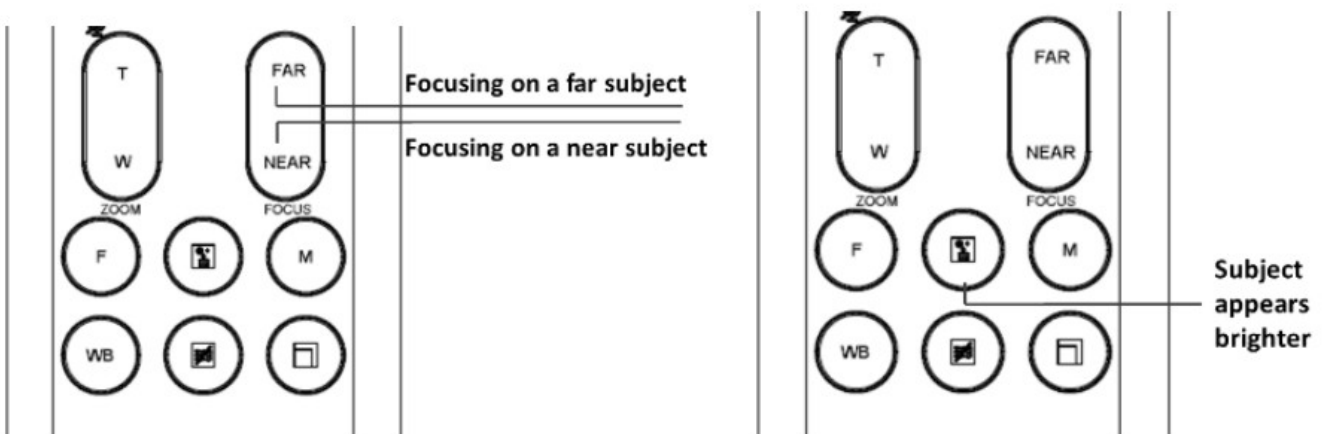 T
FAR
Focusing on a far subject
Focusing on a near subject
W
NEAR
ZOOM
FOCUS
F
M
WB
T
FAR
W
NEAR
ZOOM
FOCUS
F
M
Subject
appears
brighter
WB